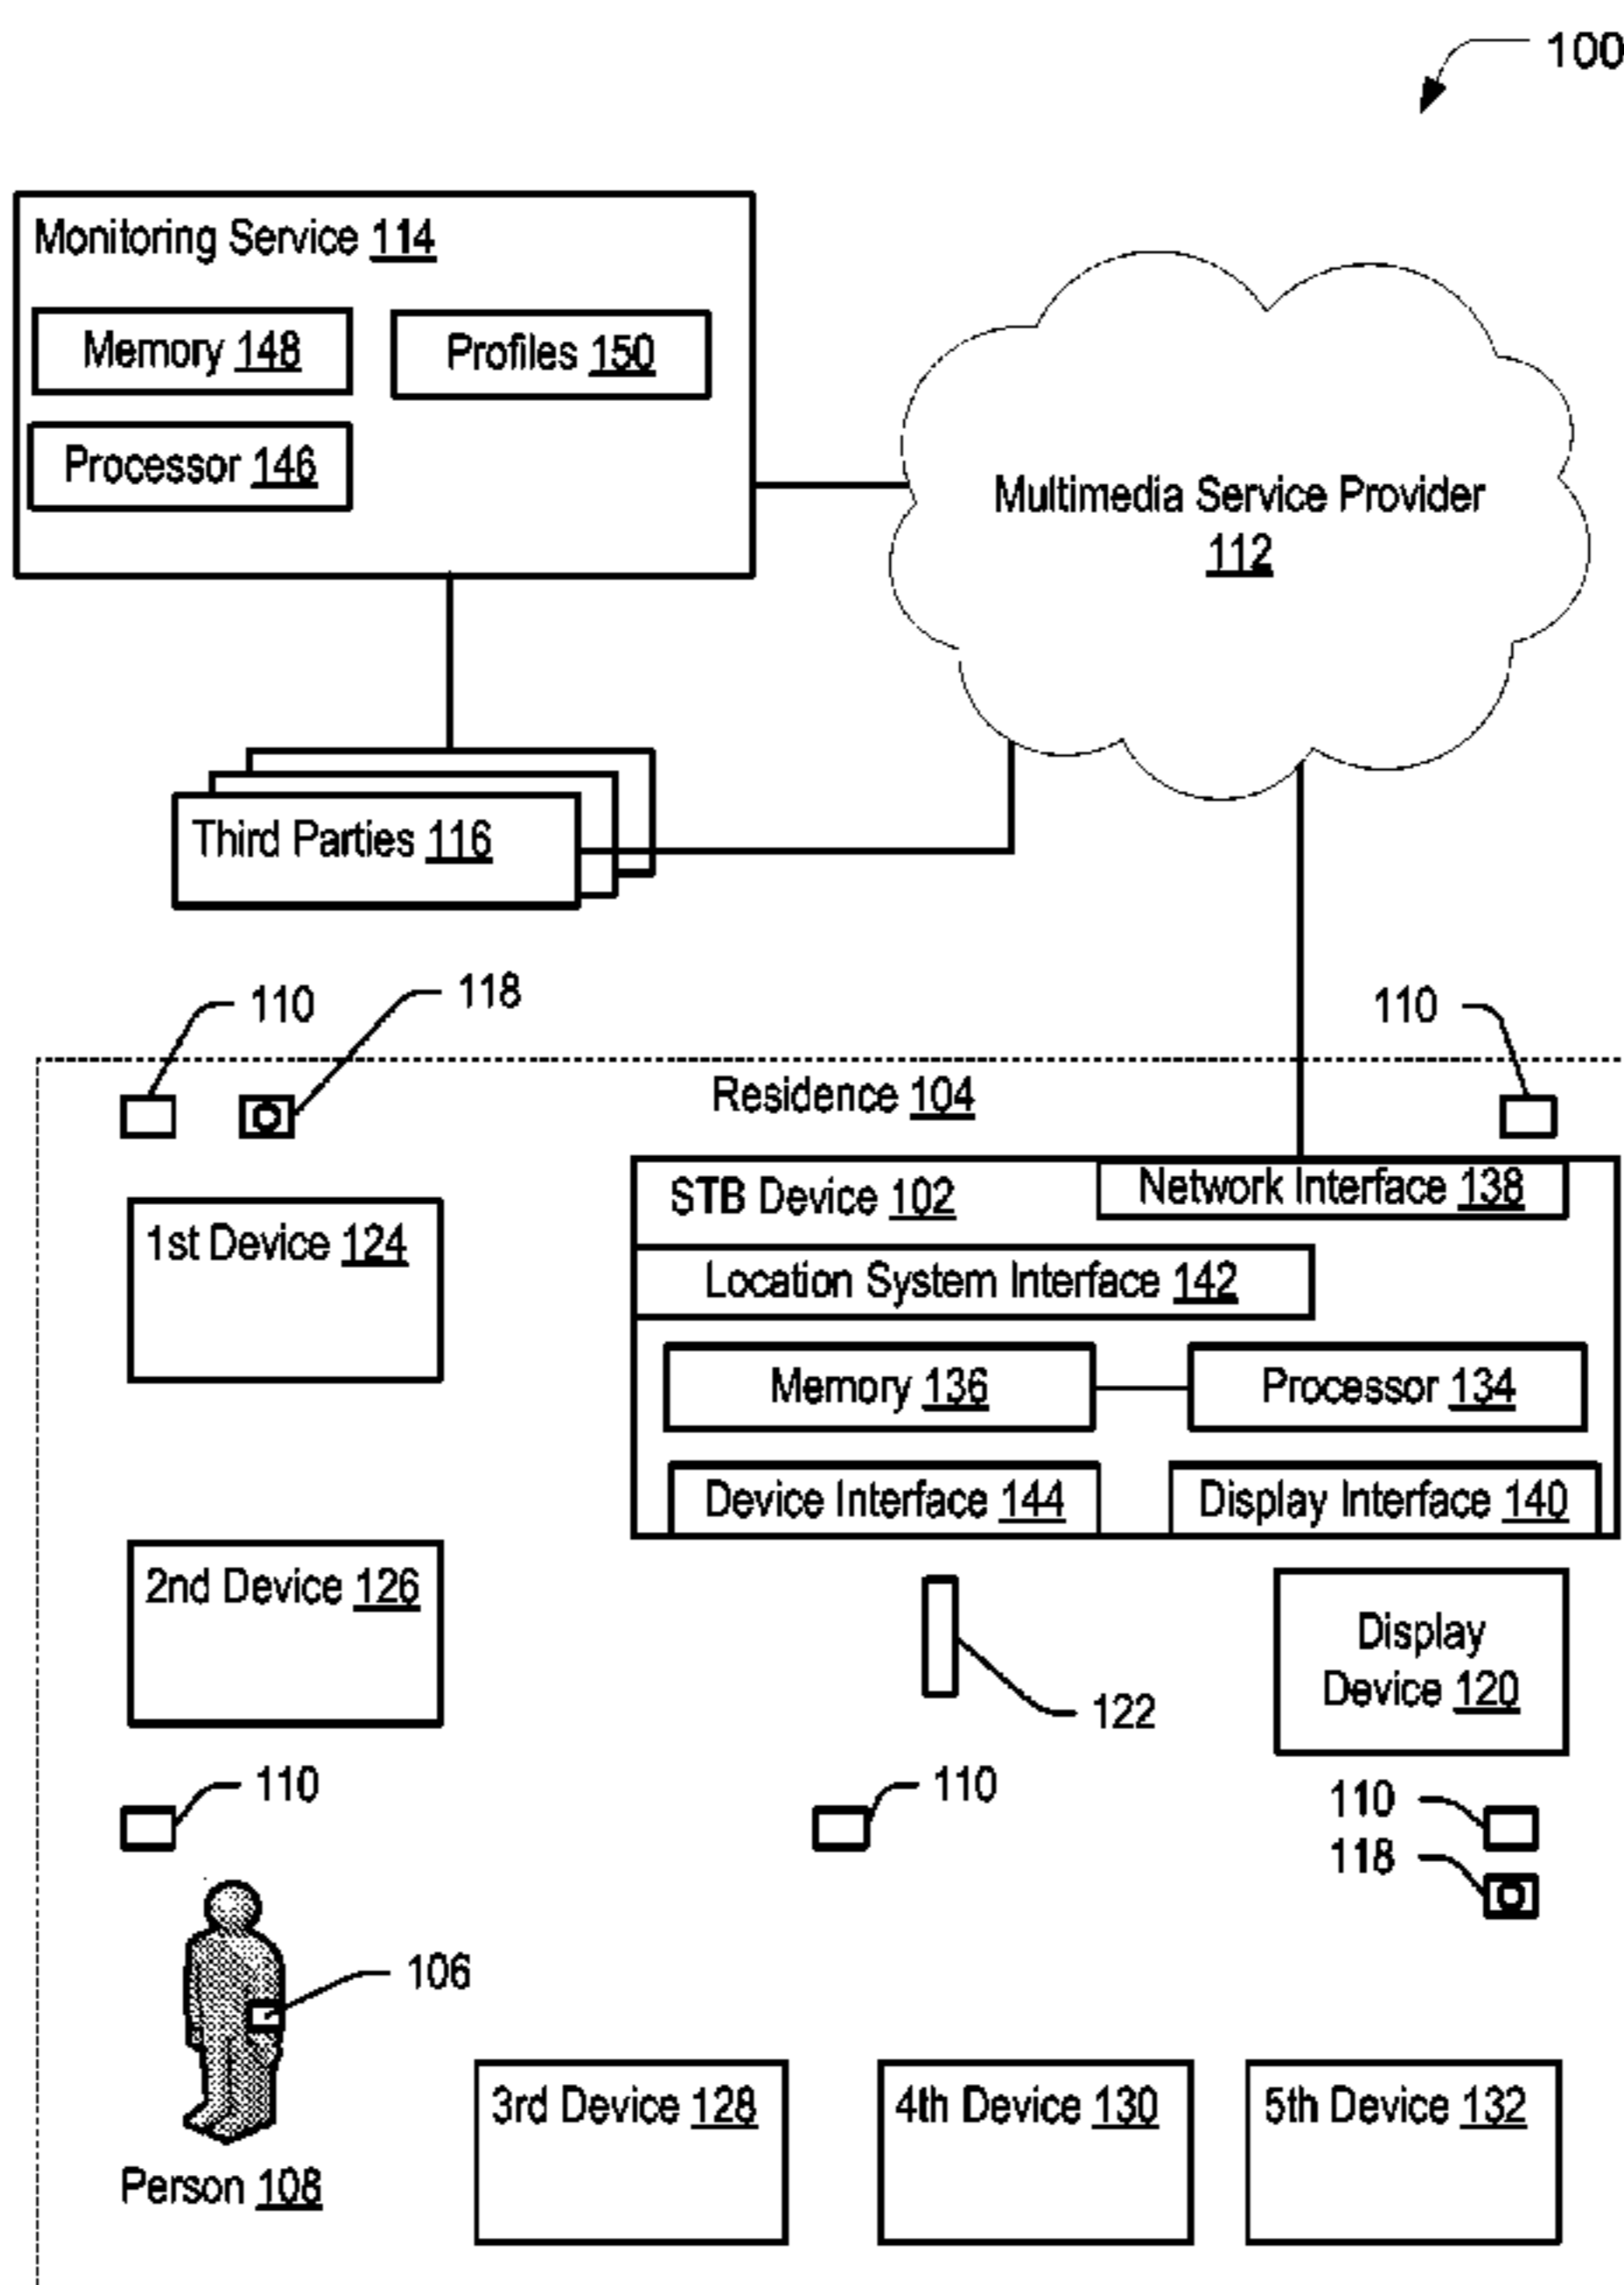 100
Monitoring Service 114
Memory 148
Profiles 150
Processor 146
Multimedia Service Provider
112
Third Parties 116
110
118
110
Residence 104
STB Device 102
Network Interface 138
1st Device 124
Location System Interface 142
Memory 136
Processor 134
Device Interface 144
Display Interface 140
2nd Device 126
Display
Device 120
122
110
110
110
118
106
3rd Device 128
4th Device 130
5th Device 132
Person 108